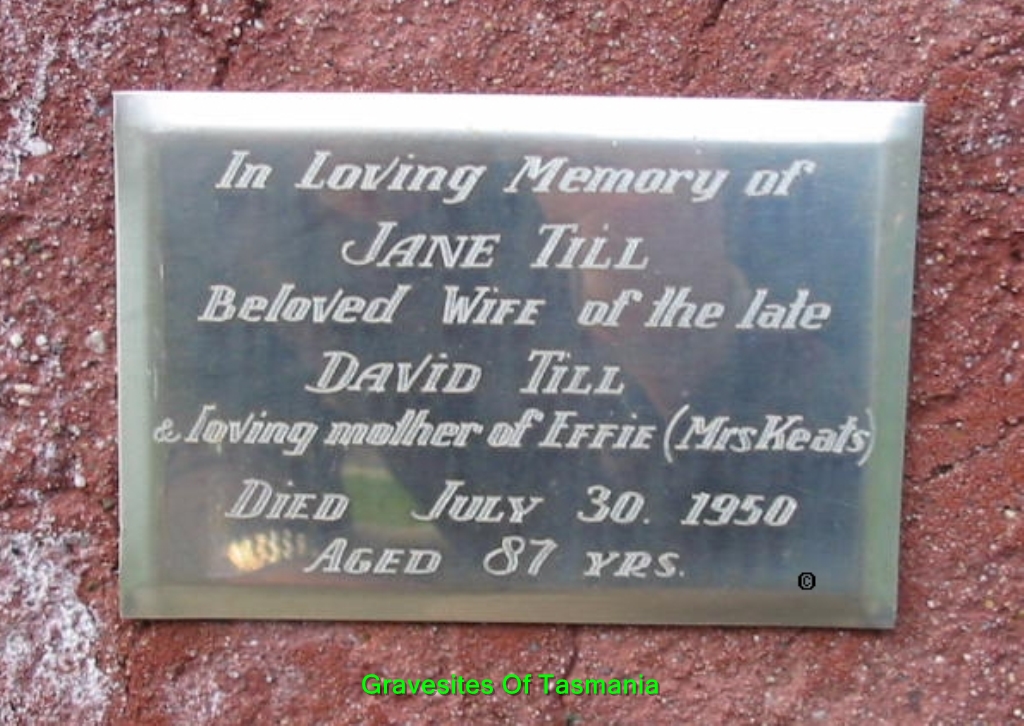 In Loving Memory of
JANE TILL
Beloved WIFE of the late
DAVID TILL
& loving mother of EFFIE (Mrs Keats)
DIED JULY 30. 1950
AGED 87 YRS.
©
Gravesites Of Tasmania